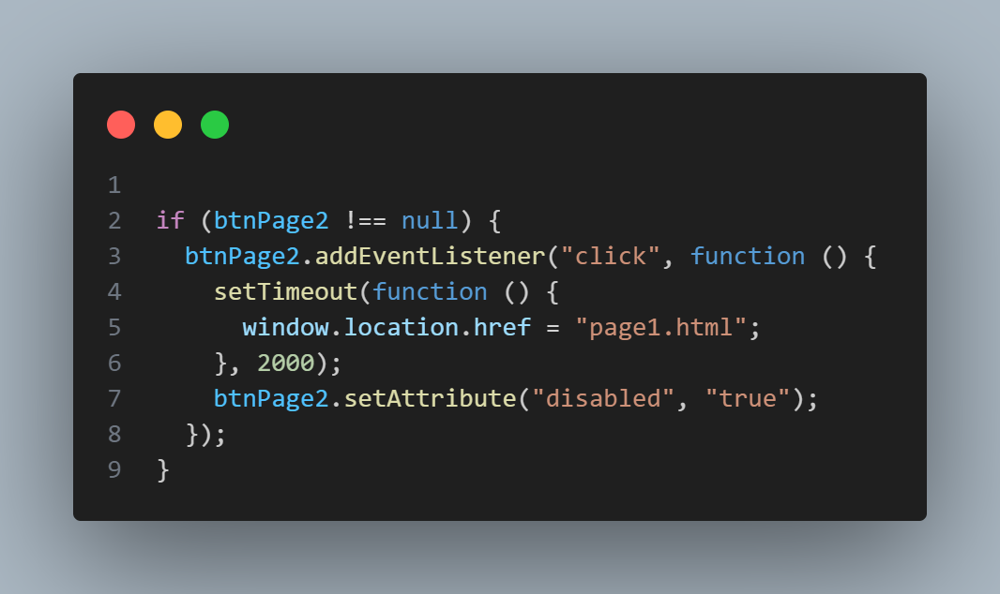 1
2 if (btnPage2 !== null) {
3   btnPage2.addEventListener("click", function () {
4     setTimeout(function () {
5       window.location.href = "page1.html";
6     }, 2000);
7     btnPage2.setAttribute("disabled", "true");
8   });
9 }